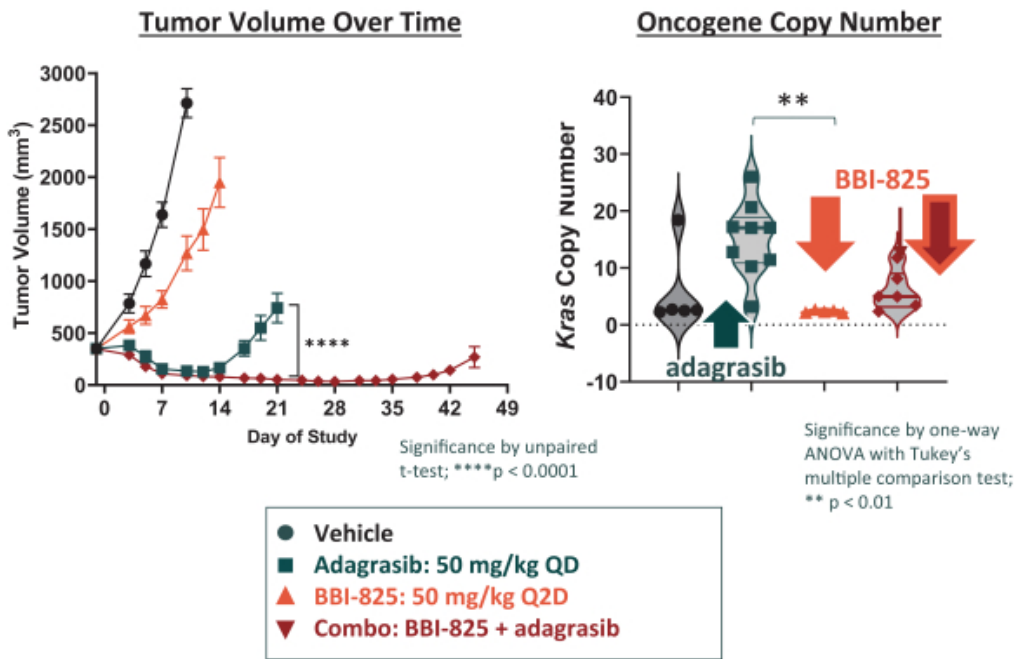 Tumor Volume Over Time
Oncogene Copy Number
Tumor Volume (mm³)
3000
2500
2000
1500
1000
500
0
****
0 7 14 21 28 35 42 49
Day of Study
Significance by unpaired
t-test; ****p < 0.0001
Kras Copy Number
40
30
20
10
0
-10
**
BBI-825
adagrasib
Significance by one-way
ANOVA with Tukey's
multiple comparison test;
** p < 0.01
Vehicle
Adagrasib: 50 mg/kg QD
BBI-825: 50 mg/kg Q2D
Combo: BBI-825 + adagrasib